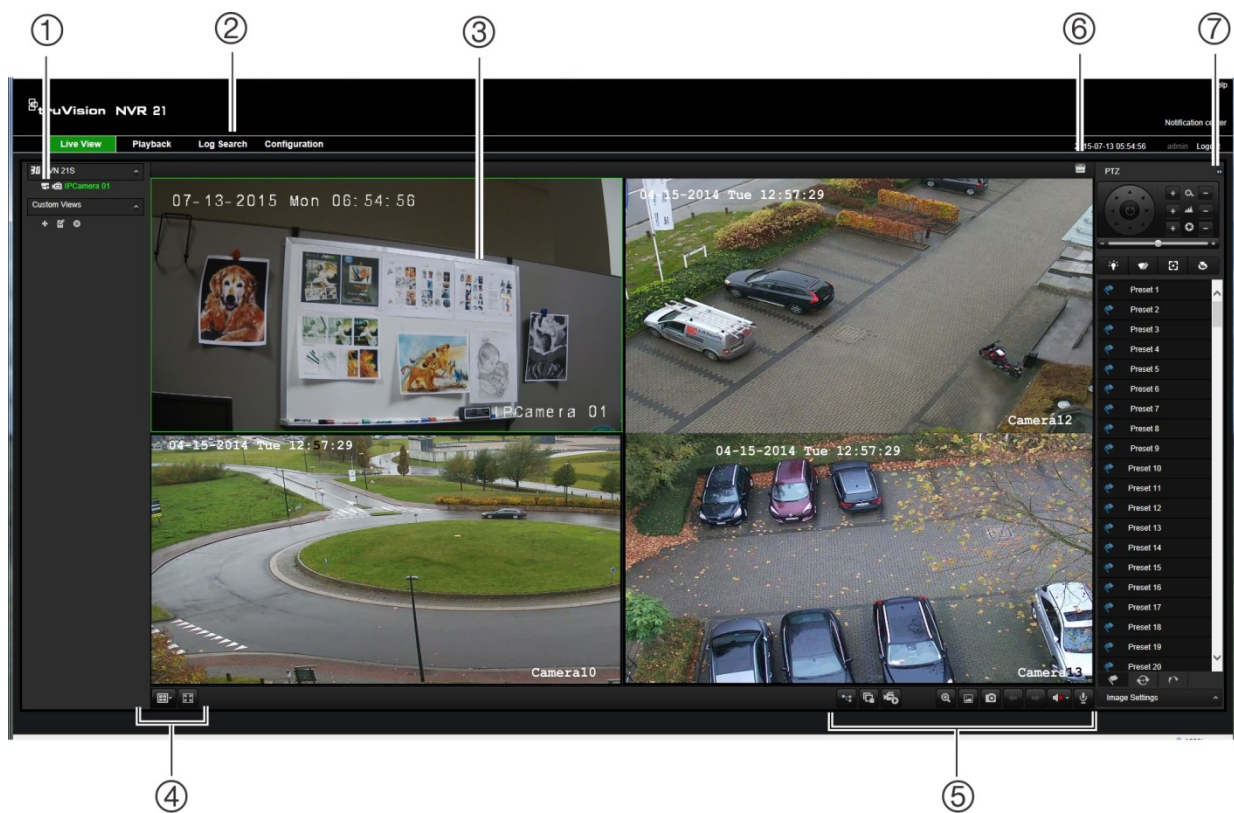 ① ② ③ ⑥ ⑦
truVision NVR 21
Notification center
Live View Playback Log Search Configuration
admin
IPCamera 01
Custom Views
07-13-2015 Mon 06:54:56
IPCamera 01
04-15-2014 Tue 12:57:29
Camera12
04-15-2014 Tue 12:57:29
Camera10
04-15-2014 Tue 12:57:29
Camera13
PTZ
Preset 1
Preset 2
Preset 3
Preset 4
Preset 5
Preset 6
Preset 7
Preset 8
Preset 9
Preset 10
Preset 11
Preset 12
Preset 13
Preset 14
Preset 15
Preset 16
Preset 17
Preset 18
Preset 19
Preset 20
Image Settings
④ ⑤